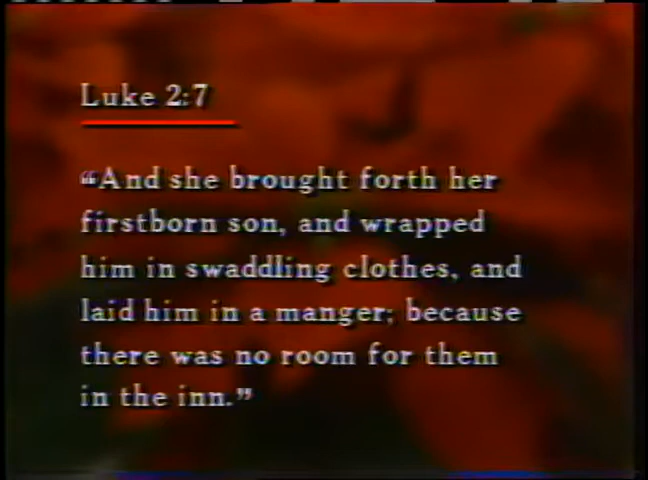 Luke 2:7
“And she brought forth her
firstborn son, and wrapped
him in swaddling clothes, and
laid him in a manger; because
there was no room for them
in the inn.”